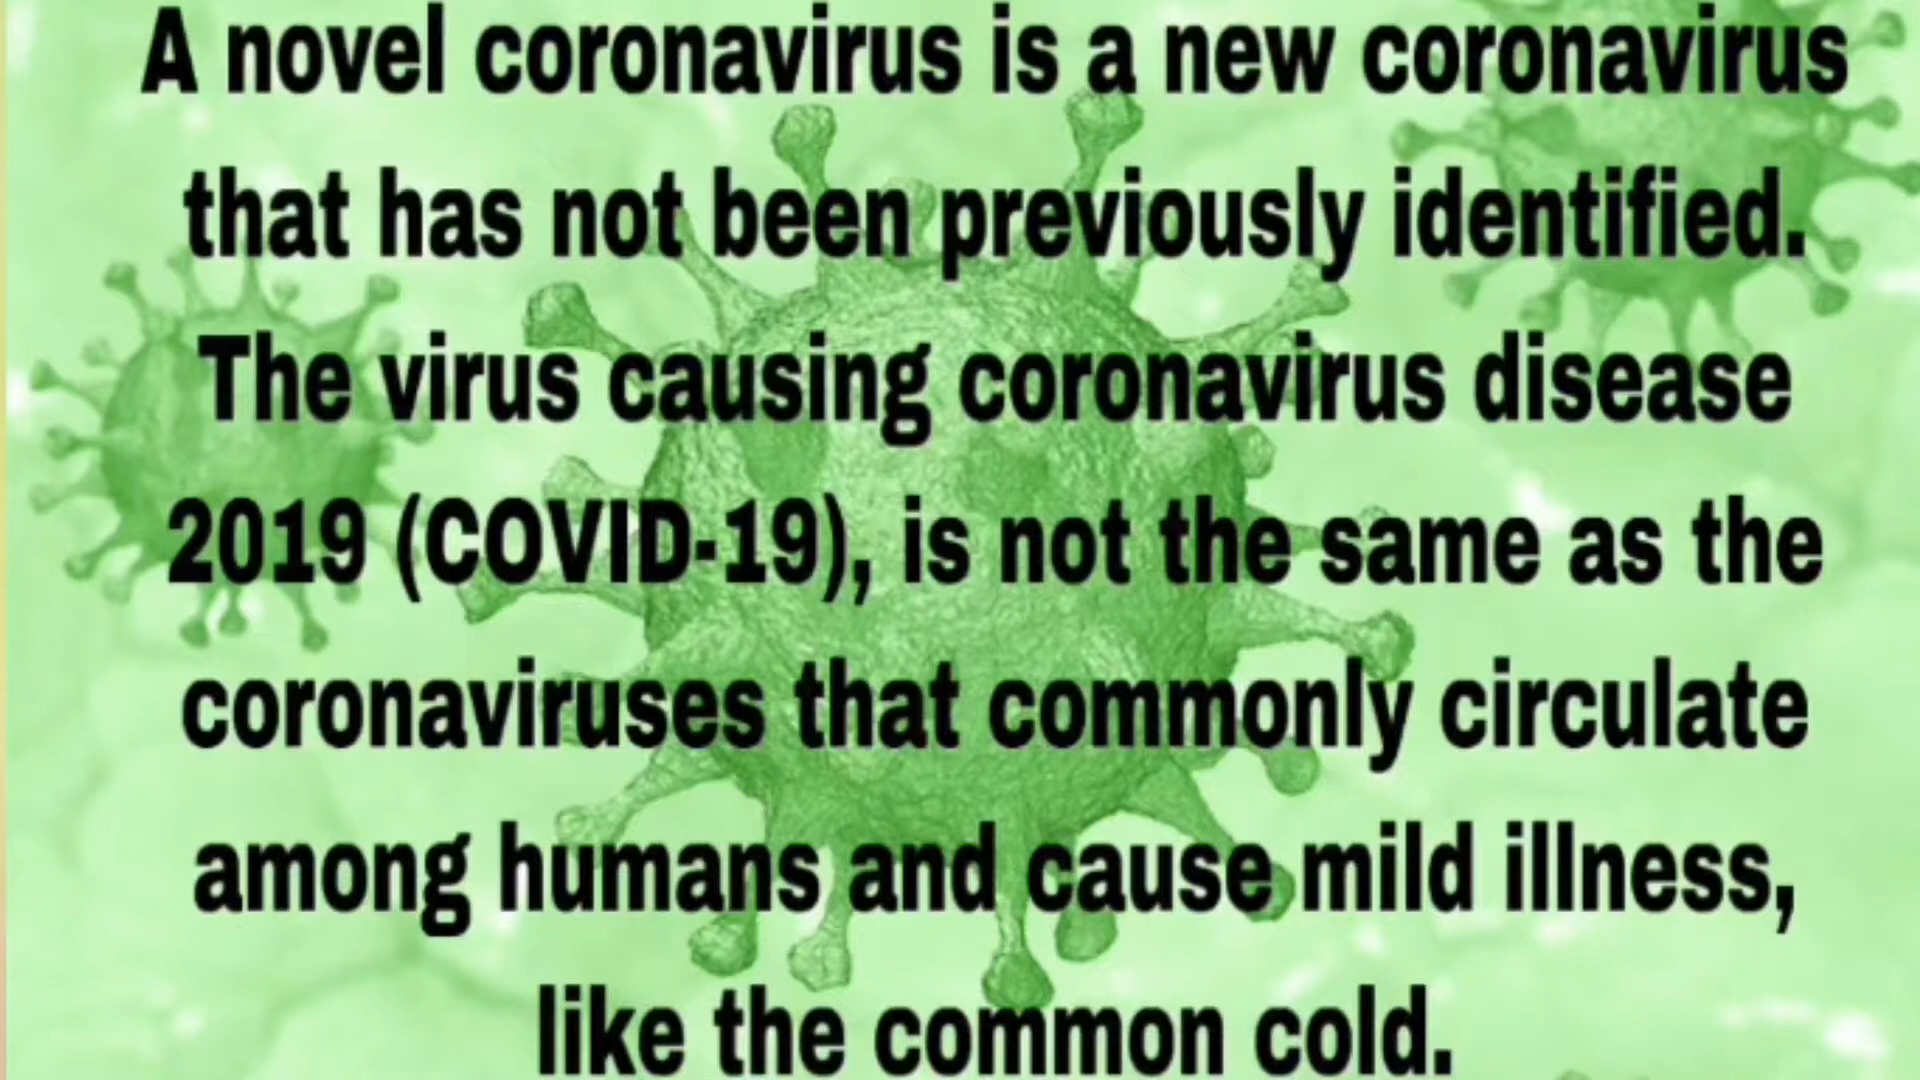 A novel coronavirus is a new coronavirus
that has not been previously identified.
The virus causing coronavirus disease
2019 (COVID-19), is not the same as the
coronaviruses that commonly circulate
among humans and cause mild illness,
like the common cold.